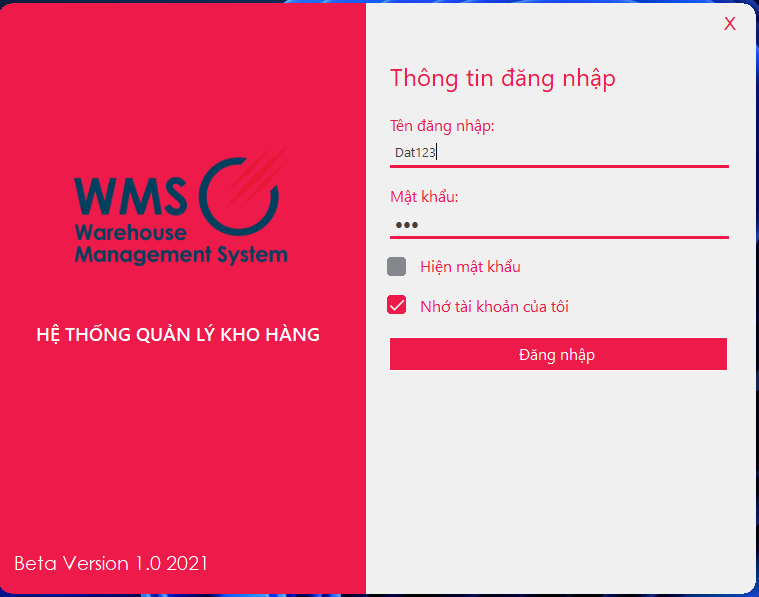 WMS
Warehouse
Management System
HỆ THỐNG QUẢN LÝ KHO HÀNG
Beta Version 1.0 2021
X
Thông tin đăng nhập
Tên đăng nhập:
Dat123
Mật khẩu:
●●●
Hiện mật khẩu
Nhớ tài khoản của tôi
Đăng nhập